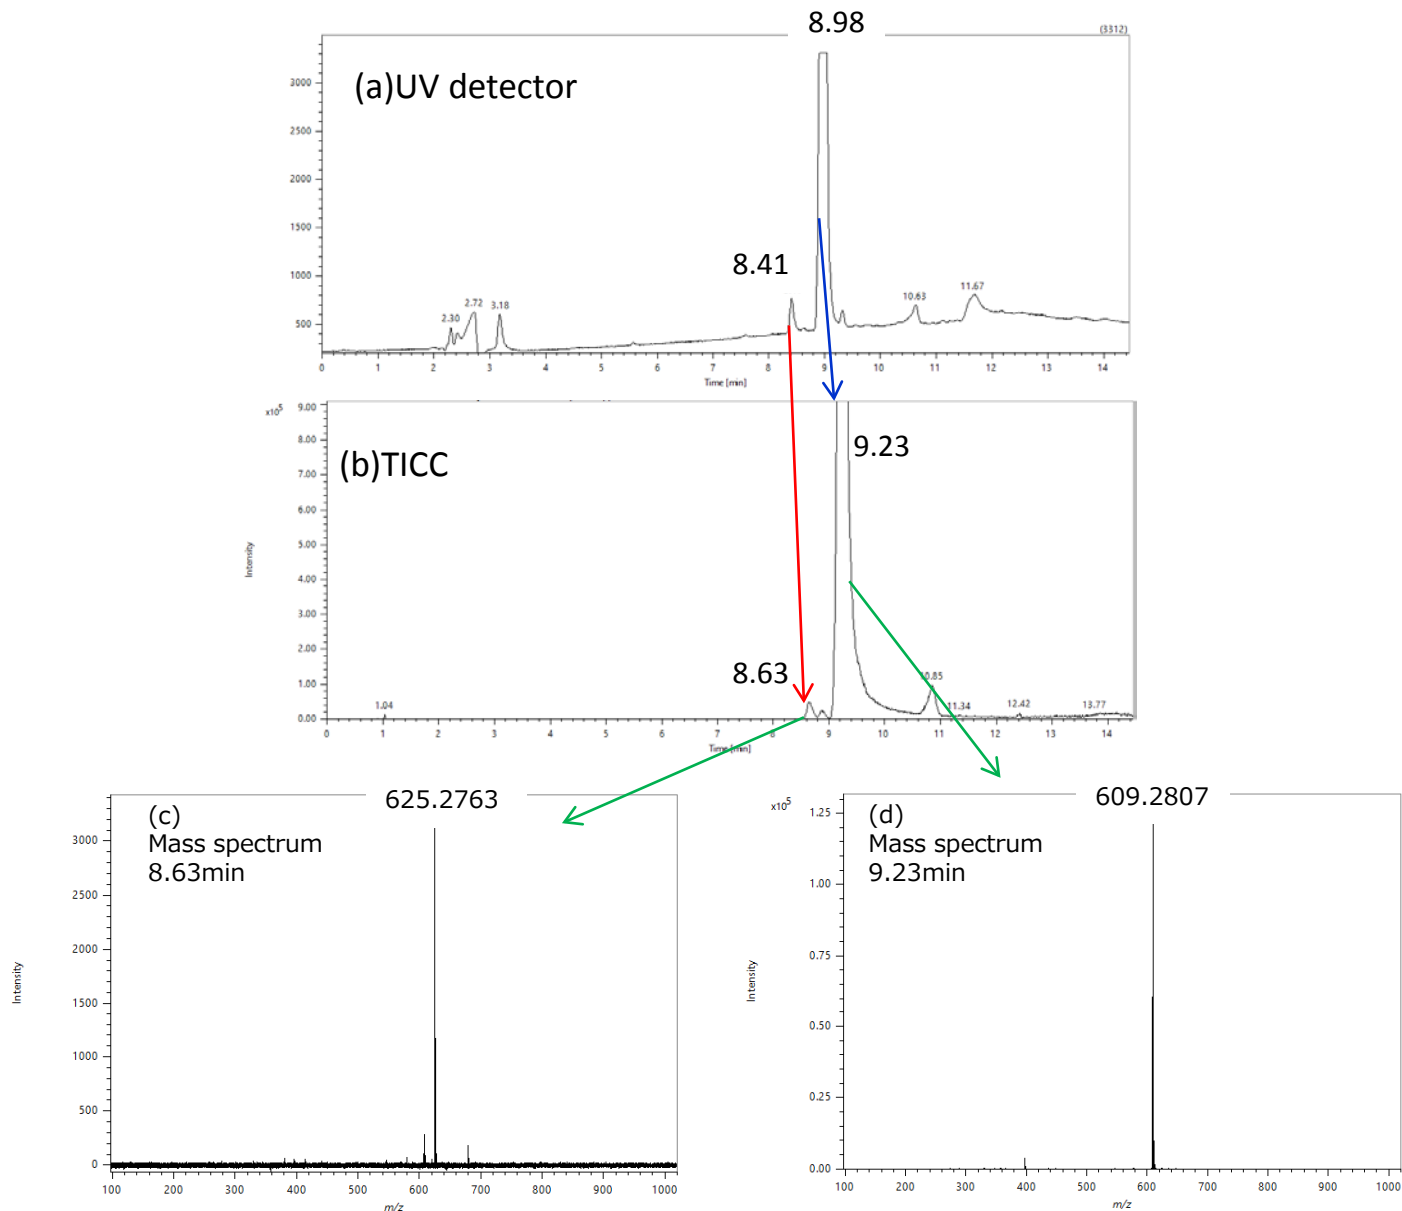 8.98
(3312)
(a)UV detector
3000
2500
2000
1500
1000
500
8.41
2.30
2.72
3.18
10.63
11.67
0 1 2 3 4 5 6 7 8 9 10 11 12 13 14
Time [min]
x10⁵
9.00
8.00
7.00
6.00
5.00
4.00
3.00
2.00
1.00
0.00
Intensity
(b)TICC
9.23
8.63
1.04
10.85
11.34
12.42
13.77
0 1 2 3 4 5 6 7 8 9 10 11 12 13 14
Time [min]
(c)
Mass spectrum
8.63min
625.2763
3000
2500
2000
1500
1000
500
0
Intensity
100 200 300 400 500 600 700 800 900 1000
m/z
x10⁵
(d)
Mass spectrum
9.23min
609.2807
1.25
1.00
0.75
0.50
0.25
0.00
Intensity
100 200 300 400 500 600 700 800 900 1000
m/z